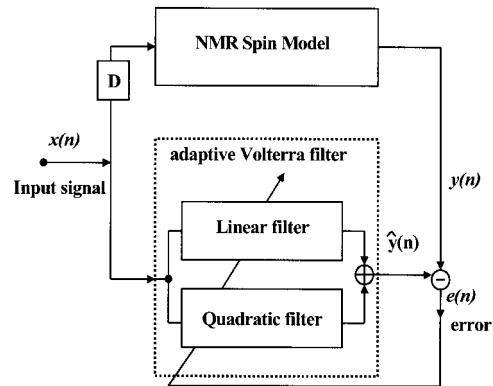 NMR Spin Model
D
x(n)
Input signal
adaptive Volterra filter
y(n)
Linear filter
ŷ(n)
Quadratic filter
e(n)
error